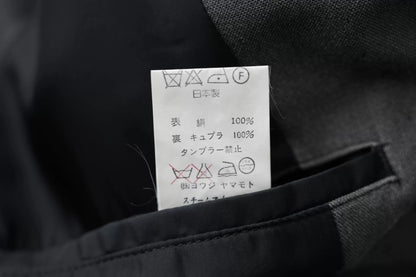 F
日本製
表 絹 100%
裏 キュプラ 100%
タンブラー禁止
㈱ヨウジ ヤマモト